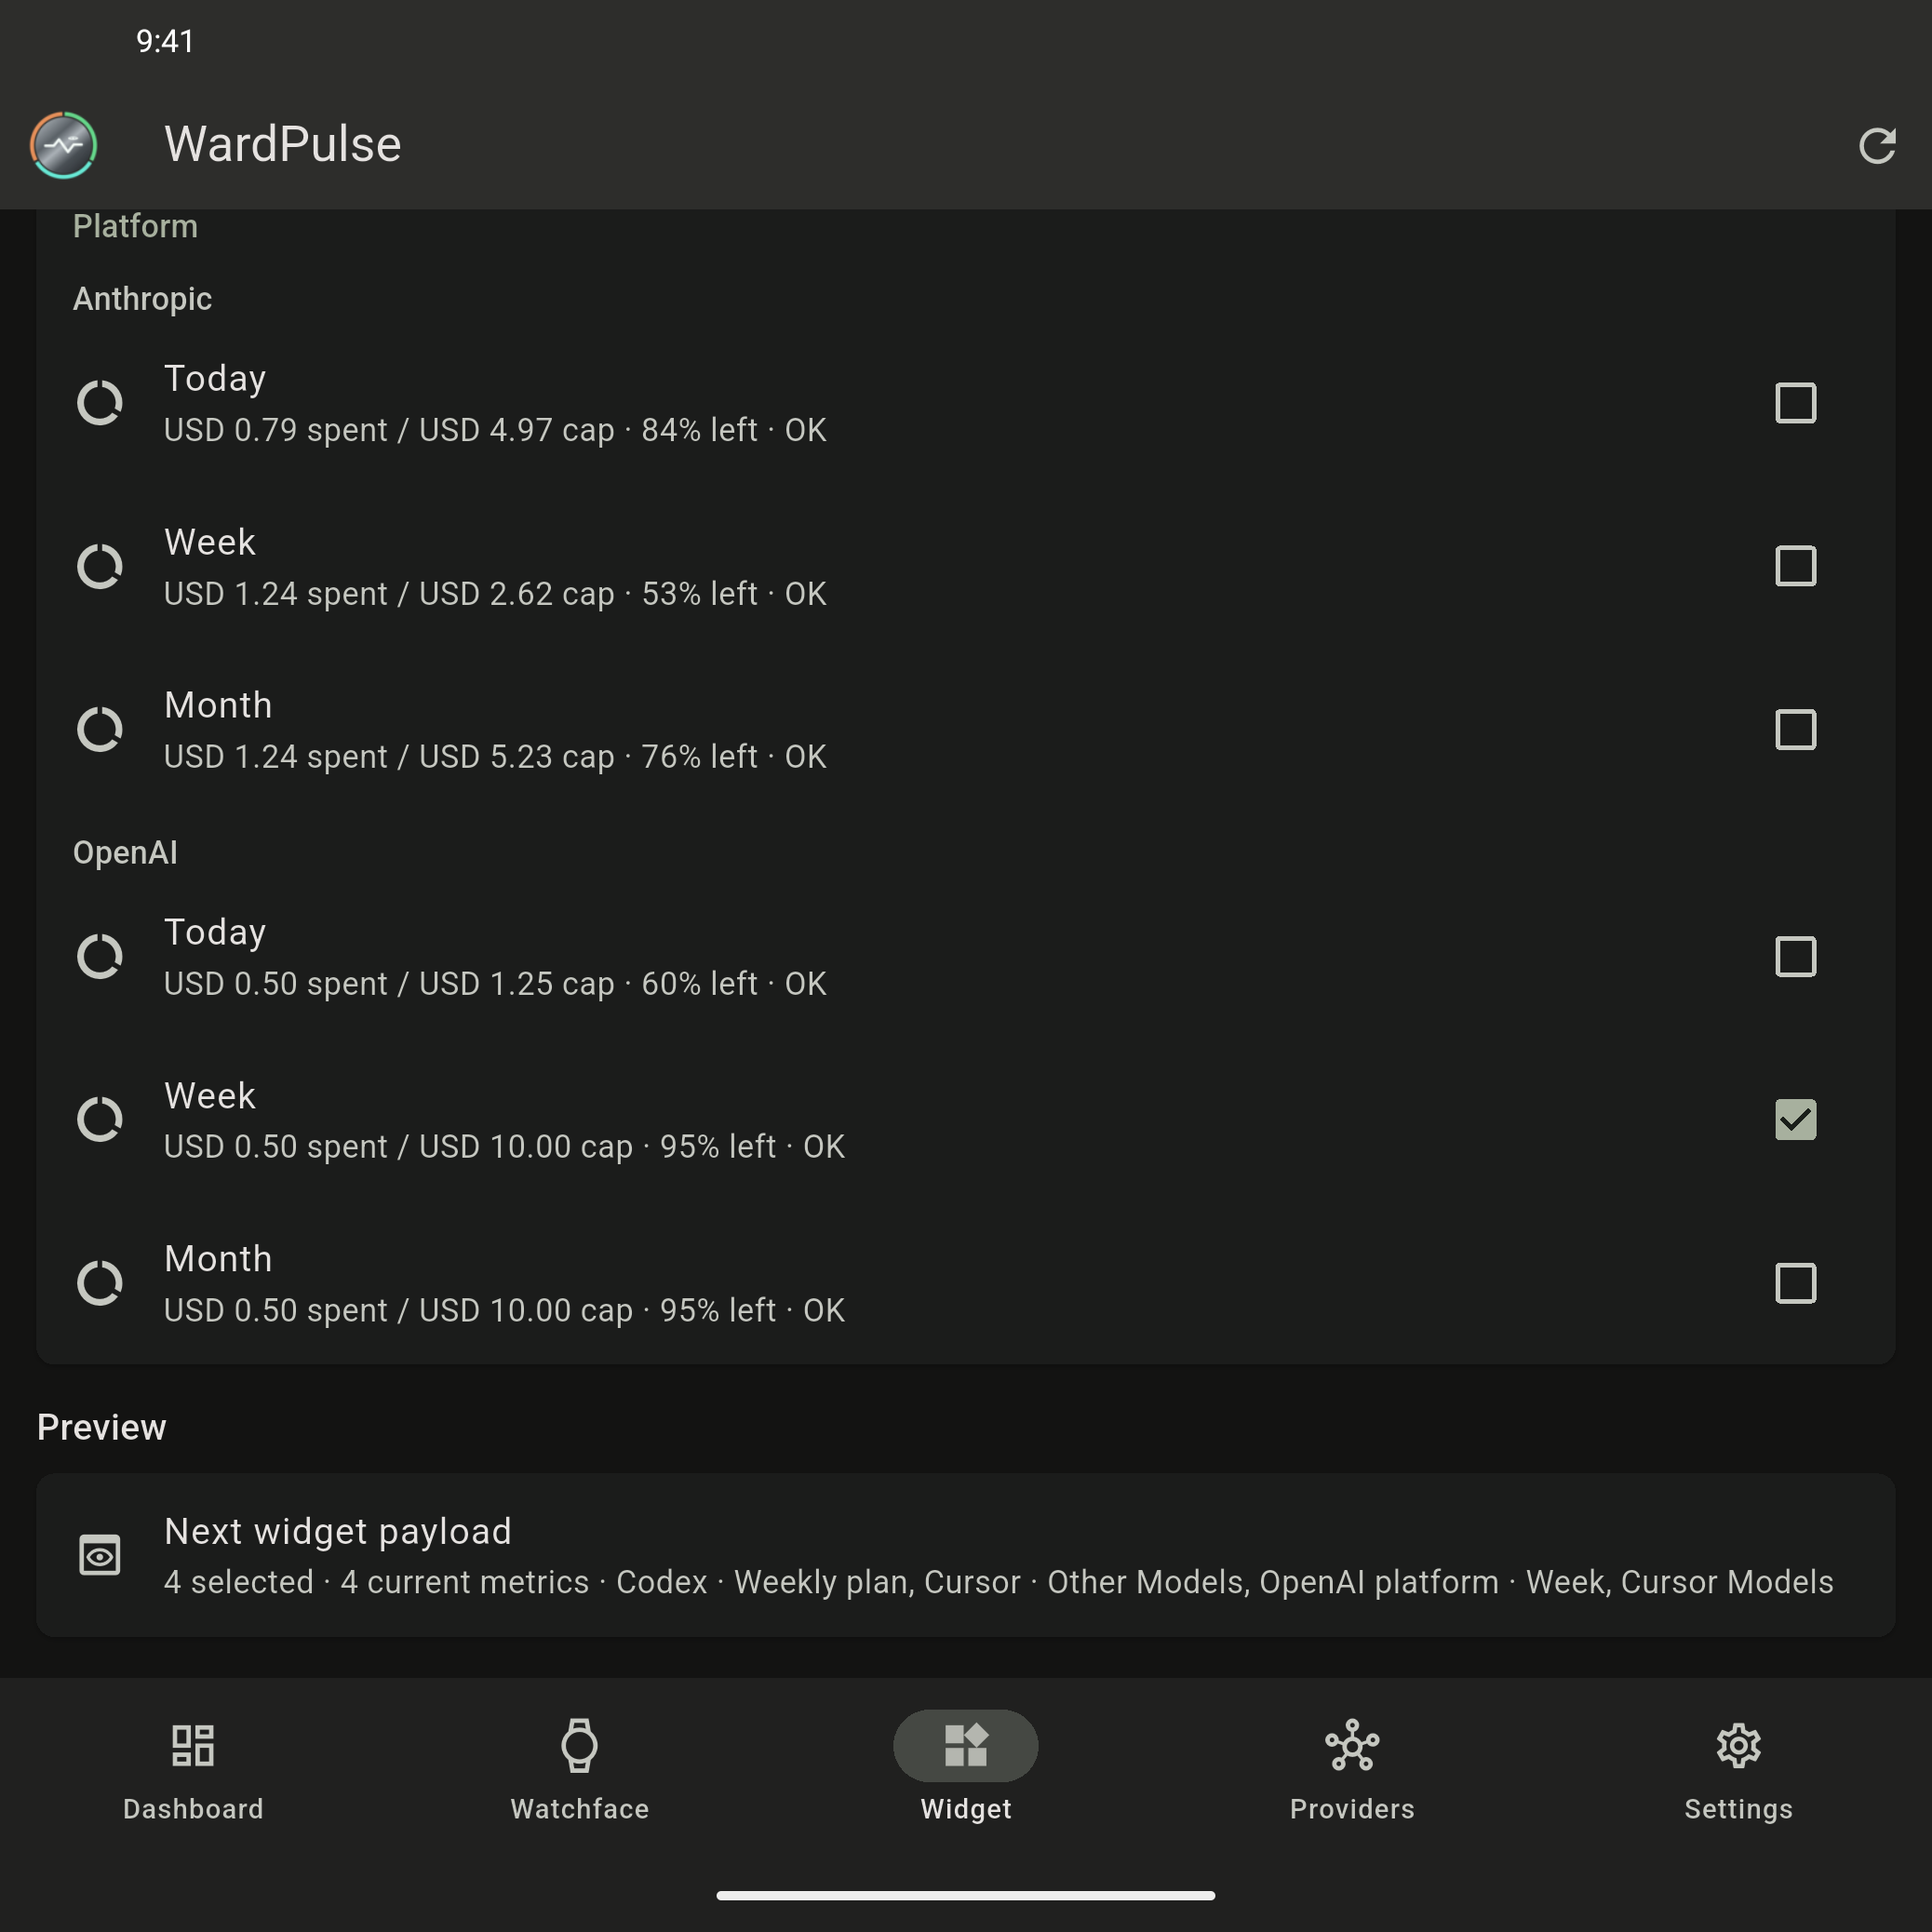 9:41
WardPulse
Platform
Anthropic
Today
USD 0.79 spent / USD 4.97 cap · 84% left · OK
Week
USD 1.24 spent / USD 2.62 cap · 53% left · OK
Month
USD 1.24 spent / USD 5.23 cap · 76% left · OK
OpenAI
Today
USD 0.50 spent / USD 1.25 cap · 60% left · OK
Week
USD 0.50 spent / USD 10.00 cap · 95% left · OK
Month
USD 0.50 spent / USD 10.00 cap · 95% left · OK
Preview
Next widget payload
4 selected · 4 current metrics · Codex · Weekly plan, Cursor · Other Models, OpenAI platform · Week, Cursor Models
Dashboard
Watchface
Widget
Providers
Settings